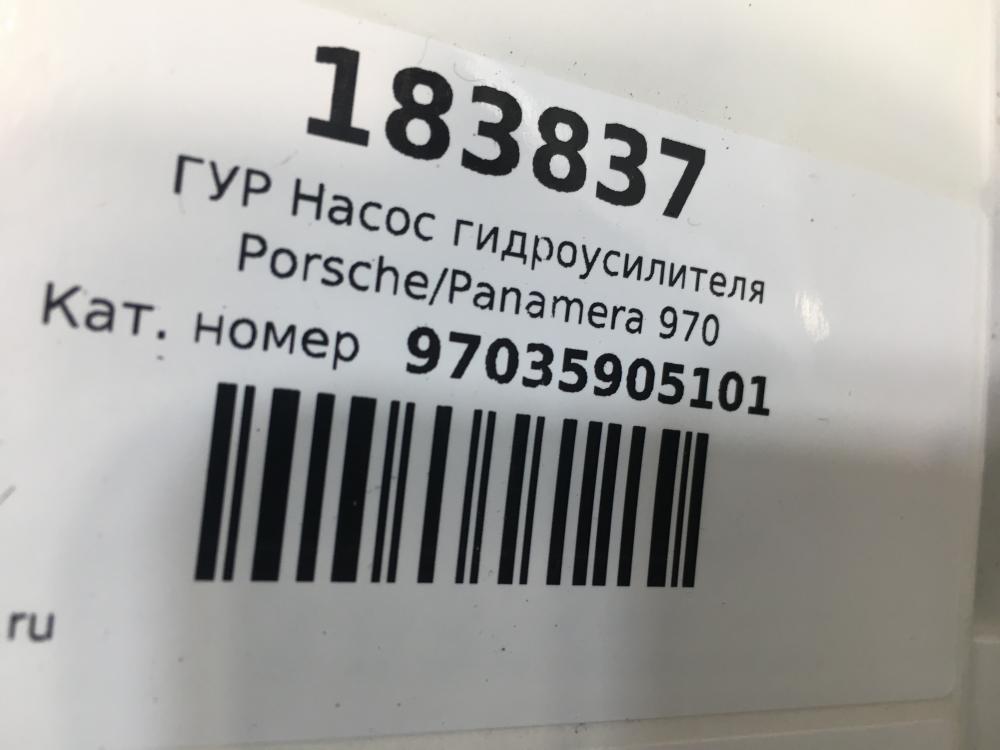 183837
ГУР Насос гидроусилителя
Porsche/Panamera 970
Кат. номер 97035905101
ru